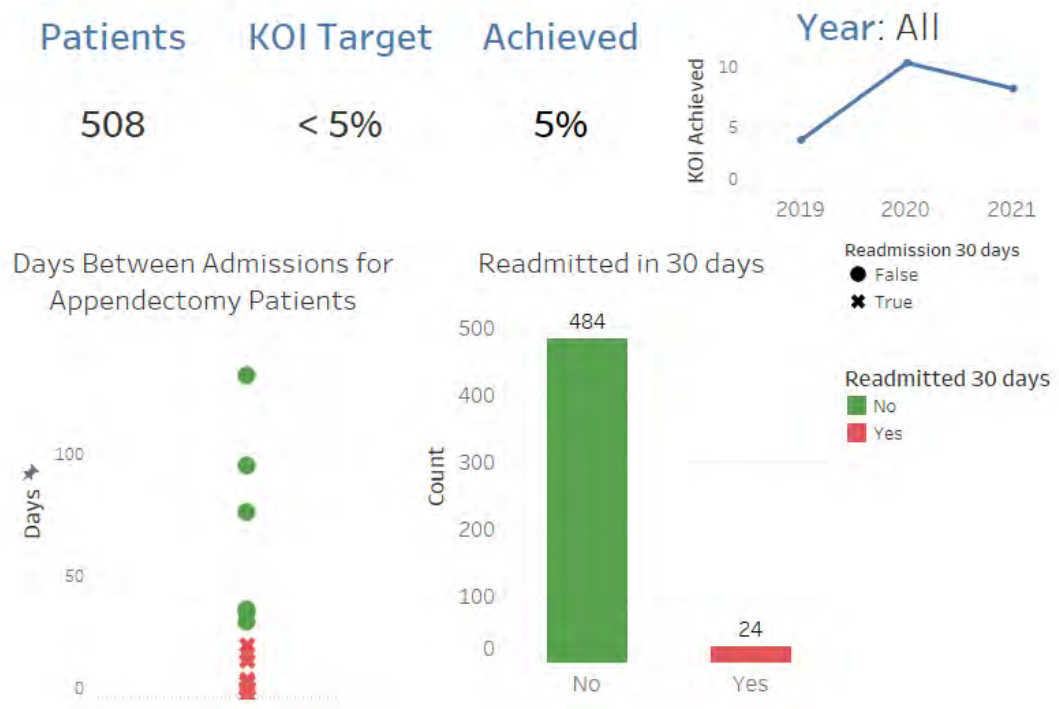 Patients
KOI Target
Achieved
508
< 5%
5%
Year: All
KOI Achieved
10
5
0
2019
2020
2021
Days Between Admissions for
Appendectomy Patients
Days
100
50
0
Readmitted in 30 days
Count
500
400
300
200
100
0
484
24
No
Yes
Readmission 30 days
False
True
Readmitted 30 days
No
Yes